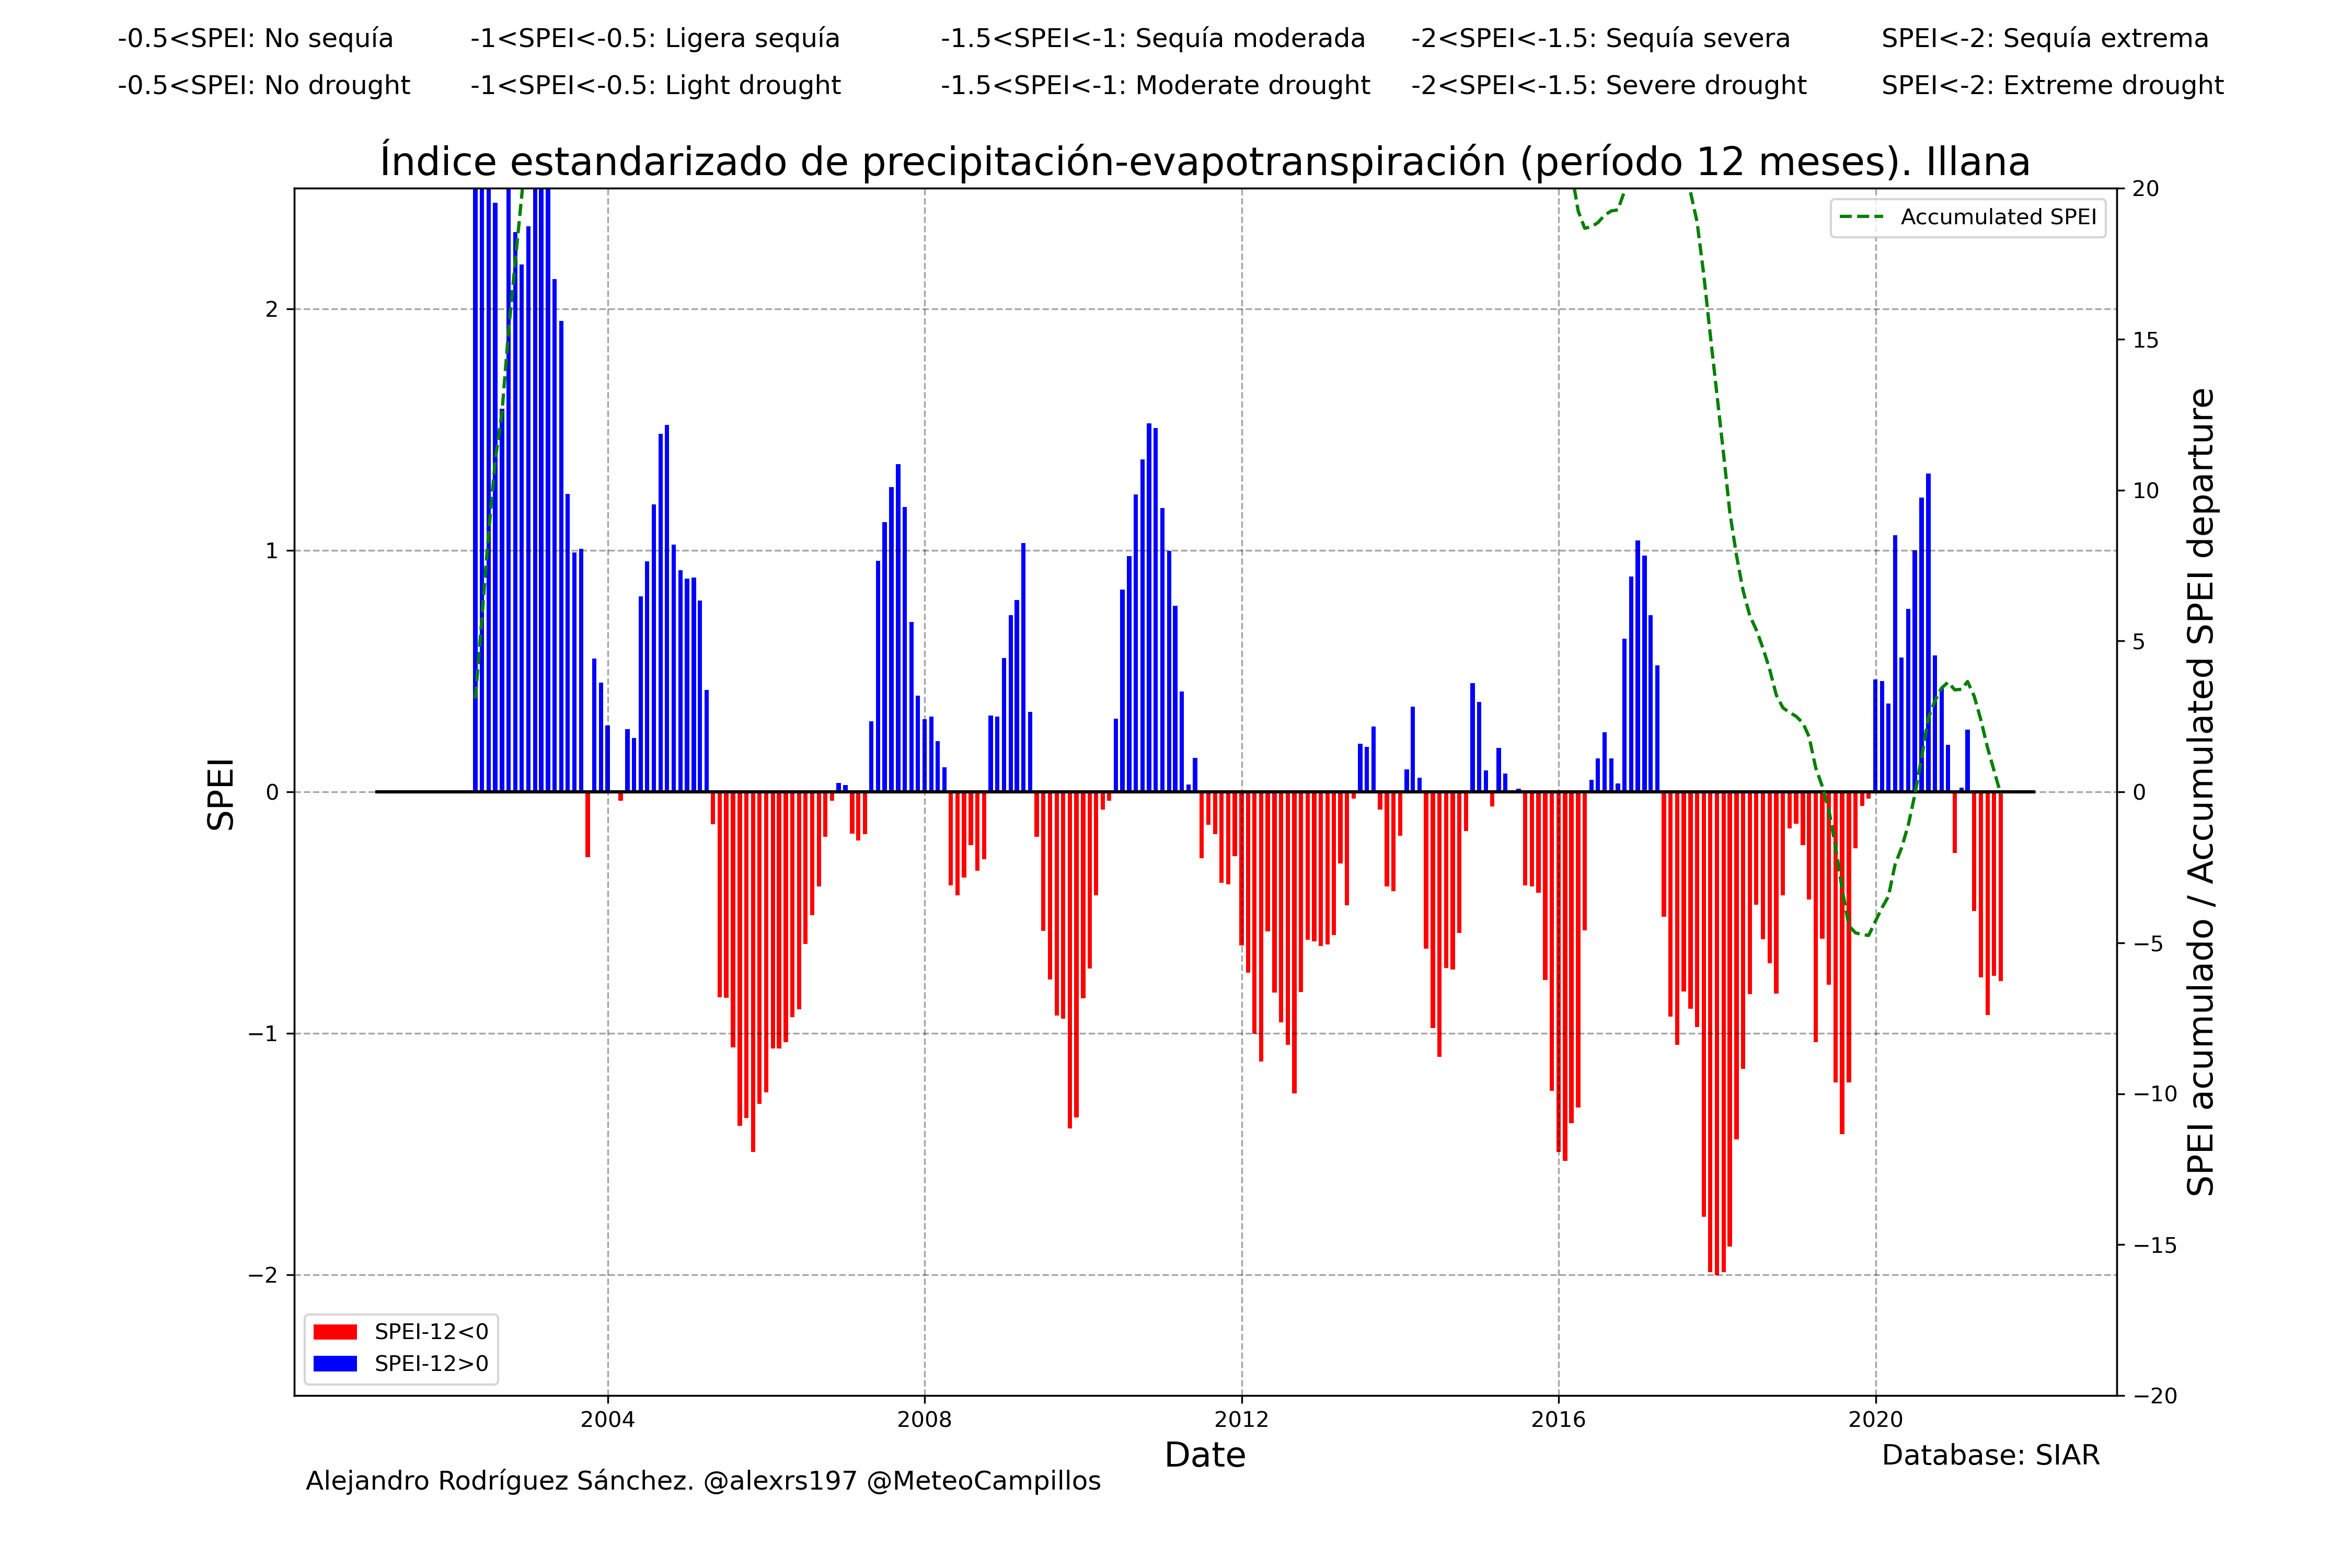 -0.5<SPEI: No sequía -1<SPEI<-0.5: Ligera sequía -1.5<SPEI<-1: Sequía moderada -2<SPEI<-1.5: Sequía severa SPEI<-2: Sequía extrema
-0.5<SPEI: No drought -1<SPEI<-0.5: Light drought -1.5<SPEI<-1: Moderate drought -2<SPEI<-1.5: Severe drought SPEI<-2: Extreme drought
Índice estandarizado de precipitación-evapotranspiración (período 12 meses). Illana
Accumulated SPEI
SPEI
2
1
0
−1
−2
20
15
10
5
0
−5
−10
−15
−20
SPEI acumulado / Accumulated SPEI departure
SPEI-12<0
SPEI-12>0
2004 2008 2012 2016 2020
Date
Database: SIAR
Alejandro Rodríguez Sánchez. @alexrs197 @MeteoCampillos